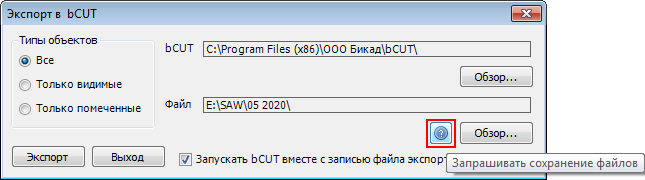 Экспорт в bCUT
Типы объектов
Все
Только видимые
Только помеченные
bCUT
C:\Program Files (x86)\ООО Бикад\bCUT\
Обзор...
Файл
E:\SAW\05 2020\
?
Обзор...
Экспорт
Выход
Запускать bCUT вместе с записью файла экспорт
Запрашивать сохранение файлов